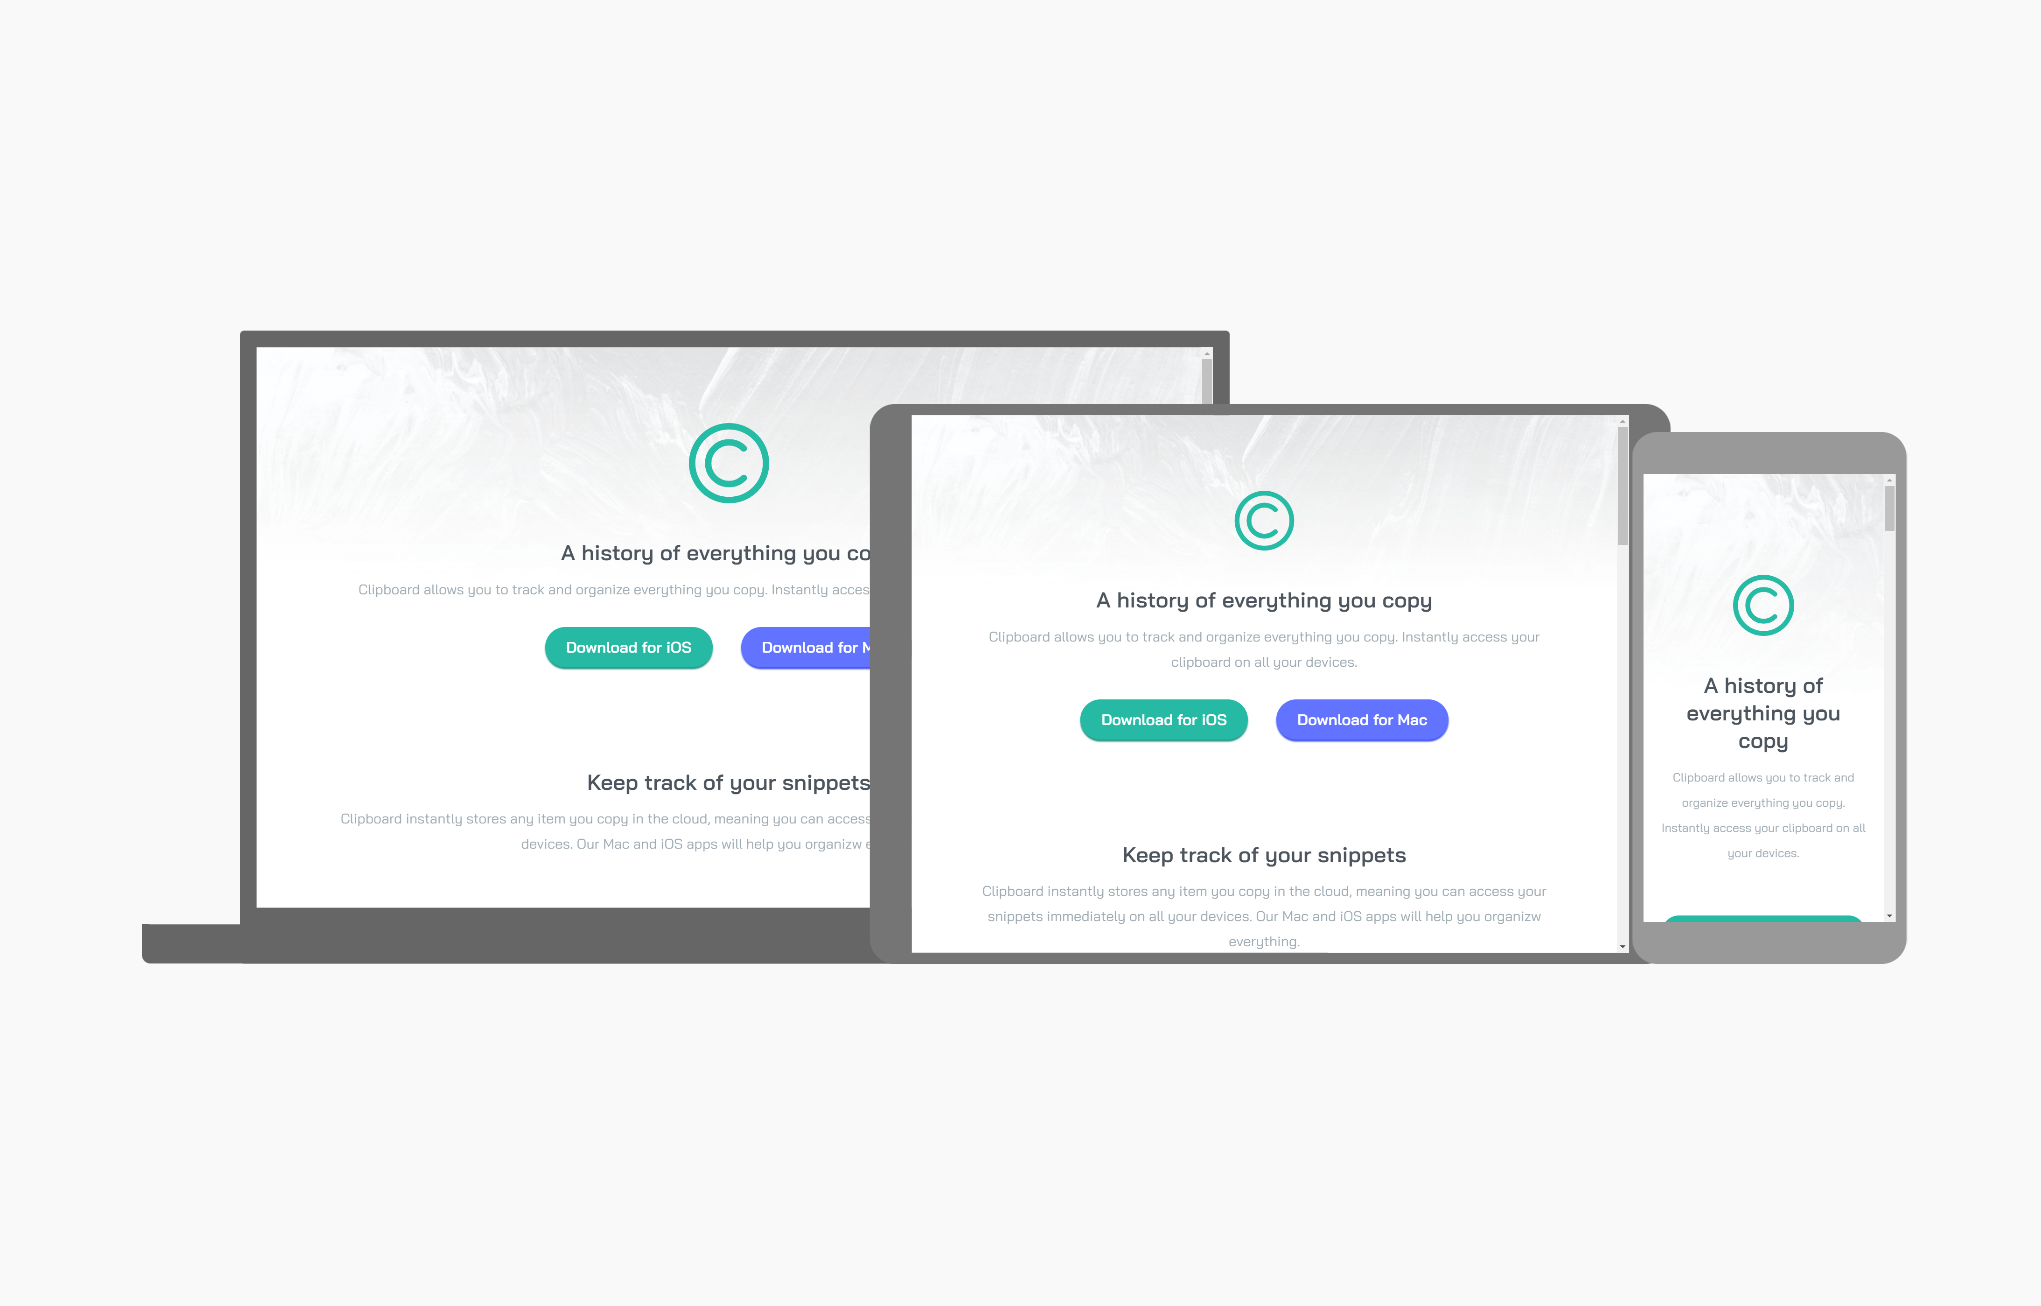 A history of everything you co
Clipboard allows you to track and organize everything you copy. Instantly acces
Download for iOS
Download for M
Keep track of your snippets
Clipboard instantly stores any item you copy in the cloud, meaning you can access
devices. Our Mac and iOS apps will help you organizw e
A history of everything you copy
Clipboard allows you to track and organize everything you copy. Instantly access your
clipboard on all your devices.
Download for iOS
Download for Mac
Keep track of your snippets
Clipboard instantly stores any item you copy in the cloud, meaning you can access your
snippets immediately on all your devices. Our Mac and iOS apps will help you organizw
everything.
A history of
everything you
copy
Clipboard allows you to track and
organize everything you copy.
Instantly access your clipboard on all
your devices.